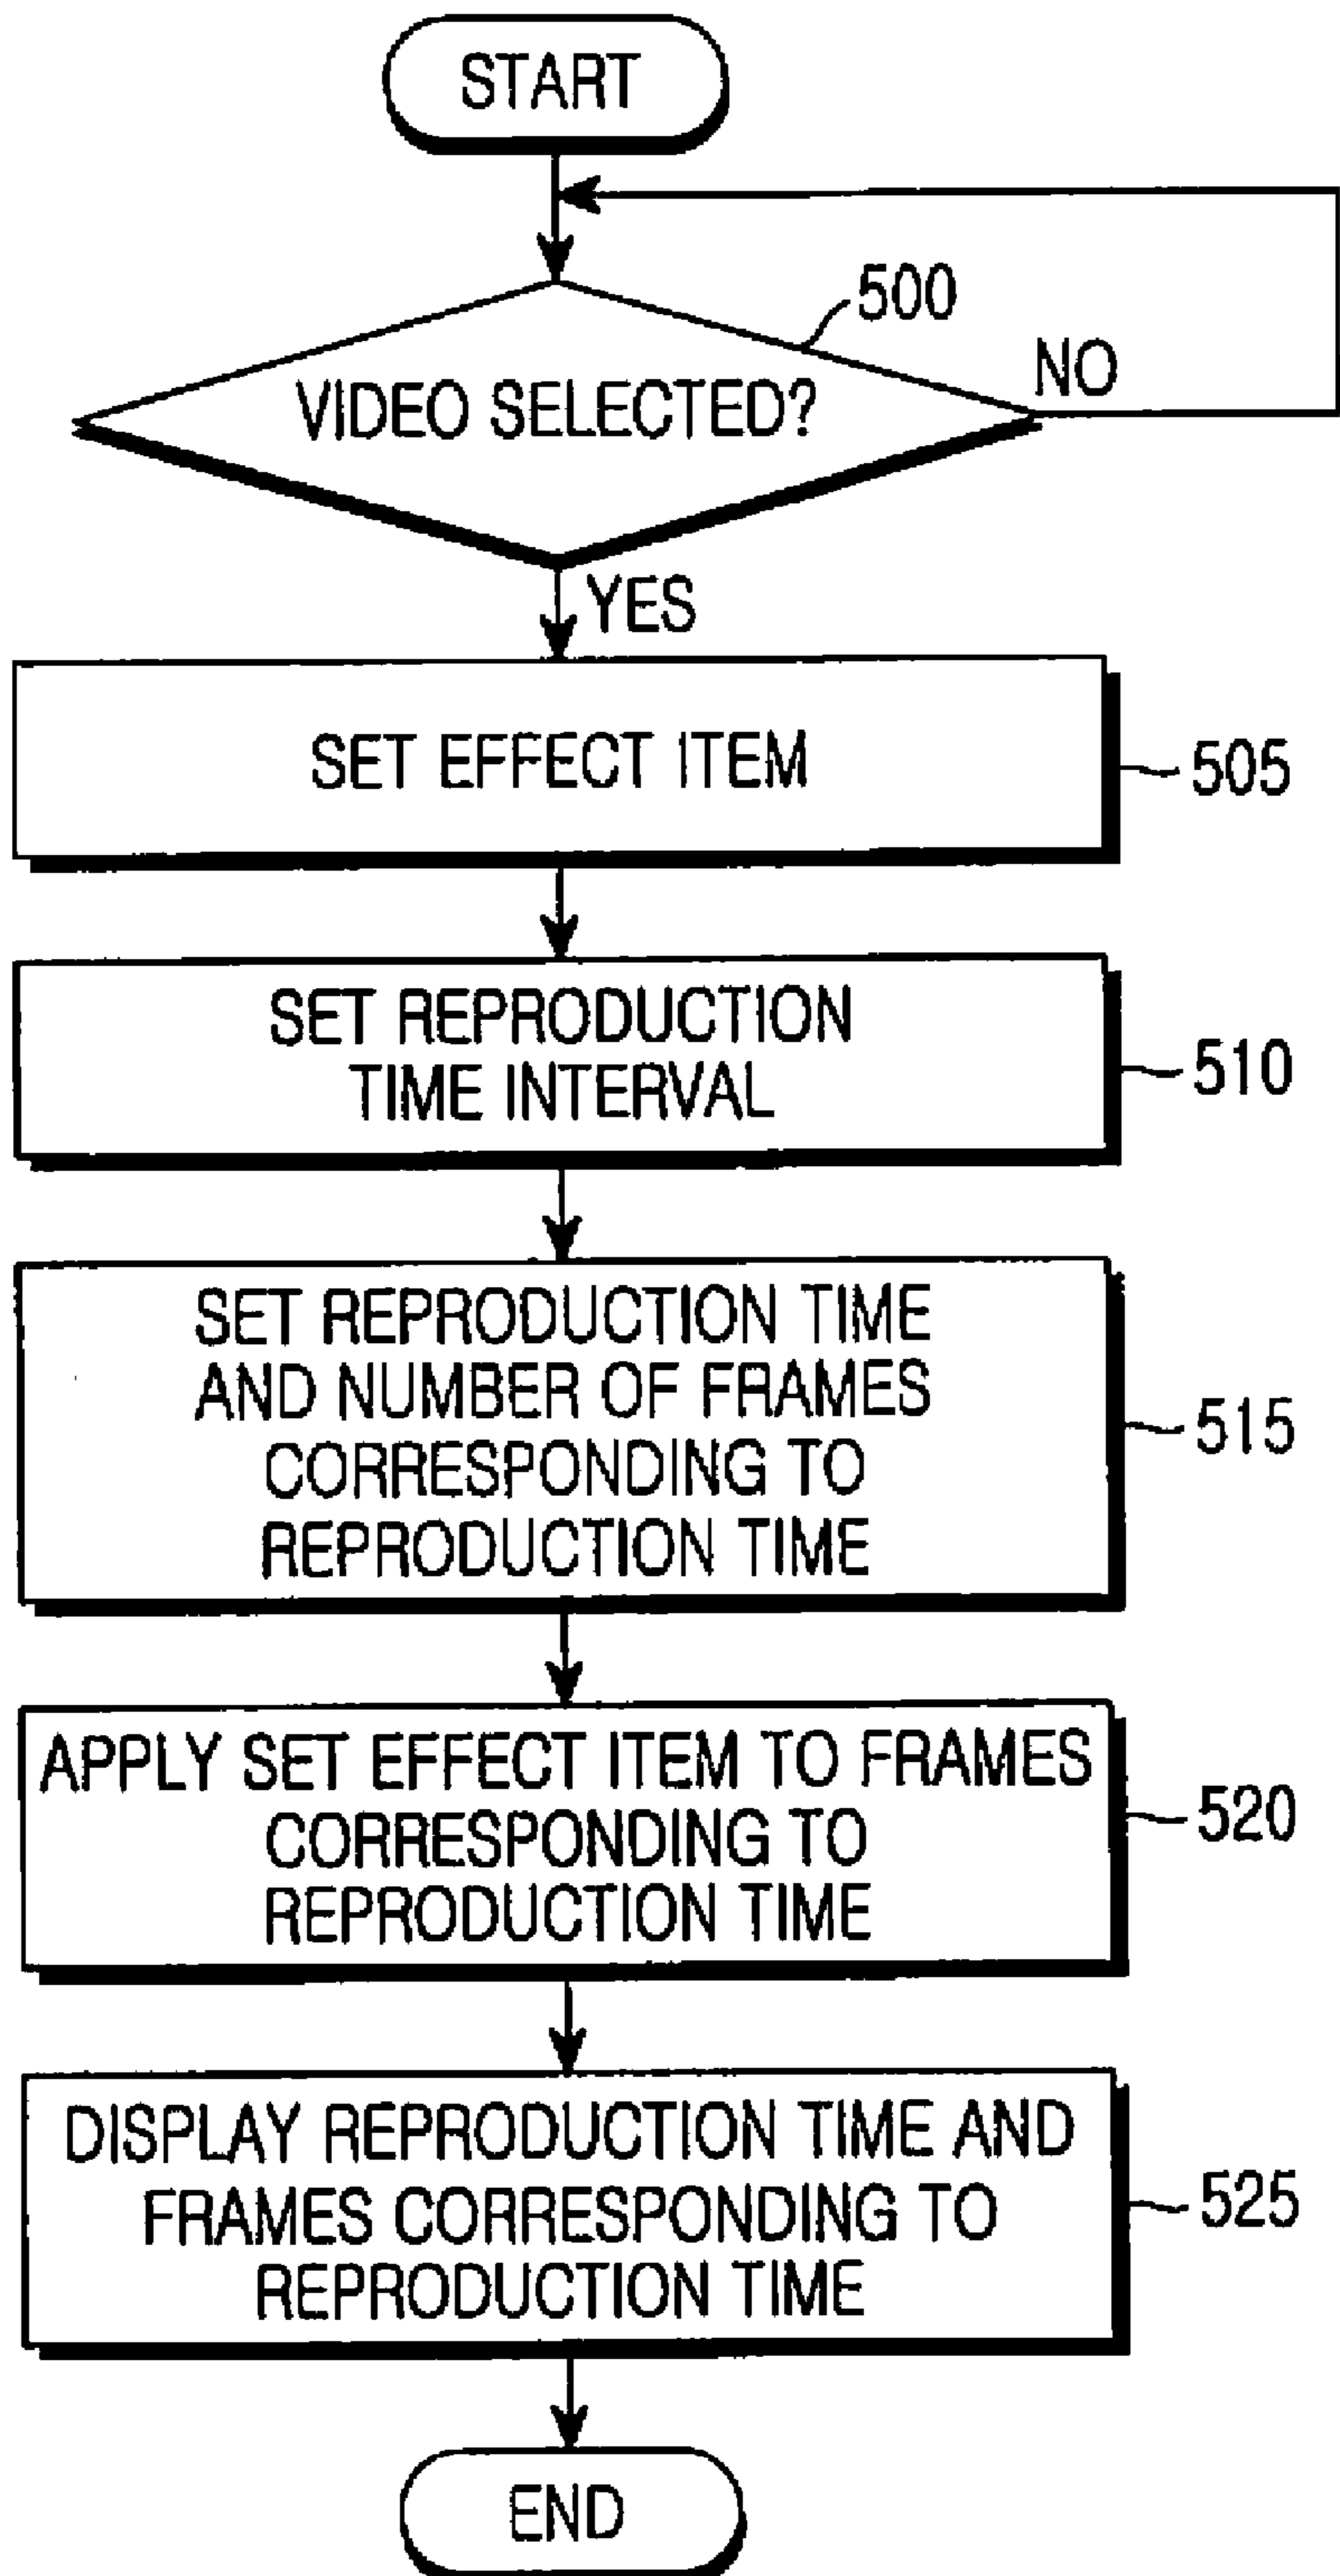 START
500
VIDEO SELECTED?
NO
YES
SET EFFECT ITEM
505
SET REPRODUCTION
TIME INTERVAL
510
SET REPRODUCTION TIME
AND NUMBER OF FRAMES
CORRESPONDING TO
REPRODUCTION TIME
515
APPLY SET EFFECT ITEM TO FRAMES
CORRESPONDING TO
REPRODUCTION TIME
520
DISPLAY REPRODUCTION TIME AND
FRAMES CORRESPONDING TO
REPRODUCTION TIME
525
END